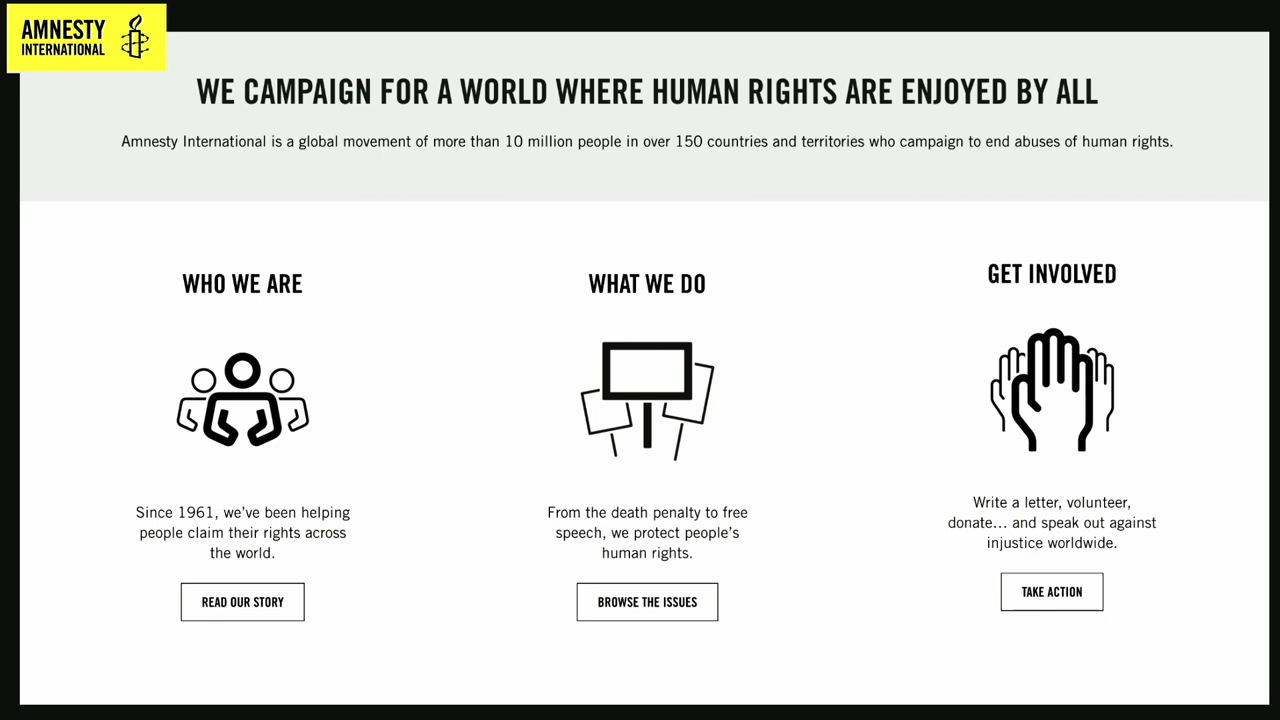 AMNESTY
INTERNATIONAL
WE CAMPAIGN FOR A WORLD WHERE HUMAN RIGHTS ARE ENJOYED BY ALL
Amnesty International is a global movement of more than 10 million people in over 150 countries and territories who campaign to end abuses of human rights.
WHO WE ARE
Since 1961, we’ve been helping
people claim their rights across
the world.
READ OUR STORY
WHAT WE DO
From the death penalty to free
speech, we protect people’s
human rights.
BROWSE THE ISSUES
GET INVOLVED
Write a letter, volunteer,
donate… and speak out against
injustice worldwide.
TAKE ACTION